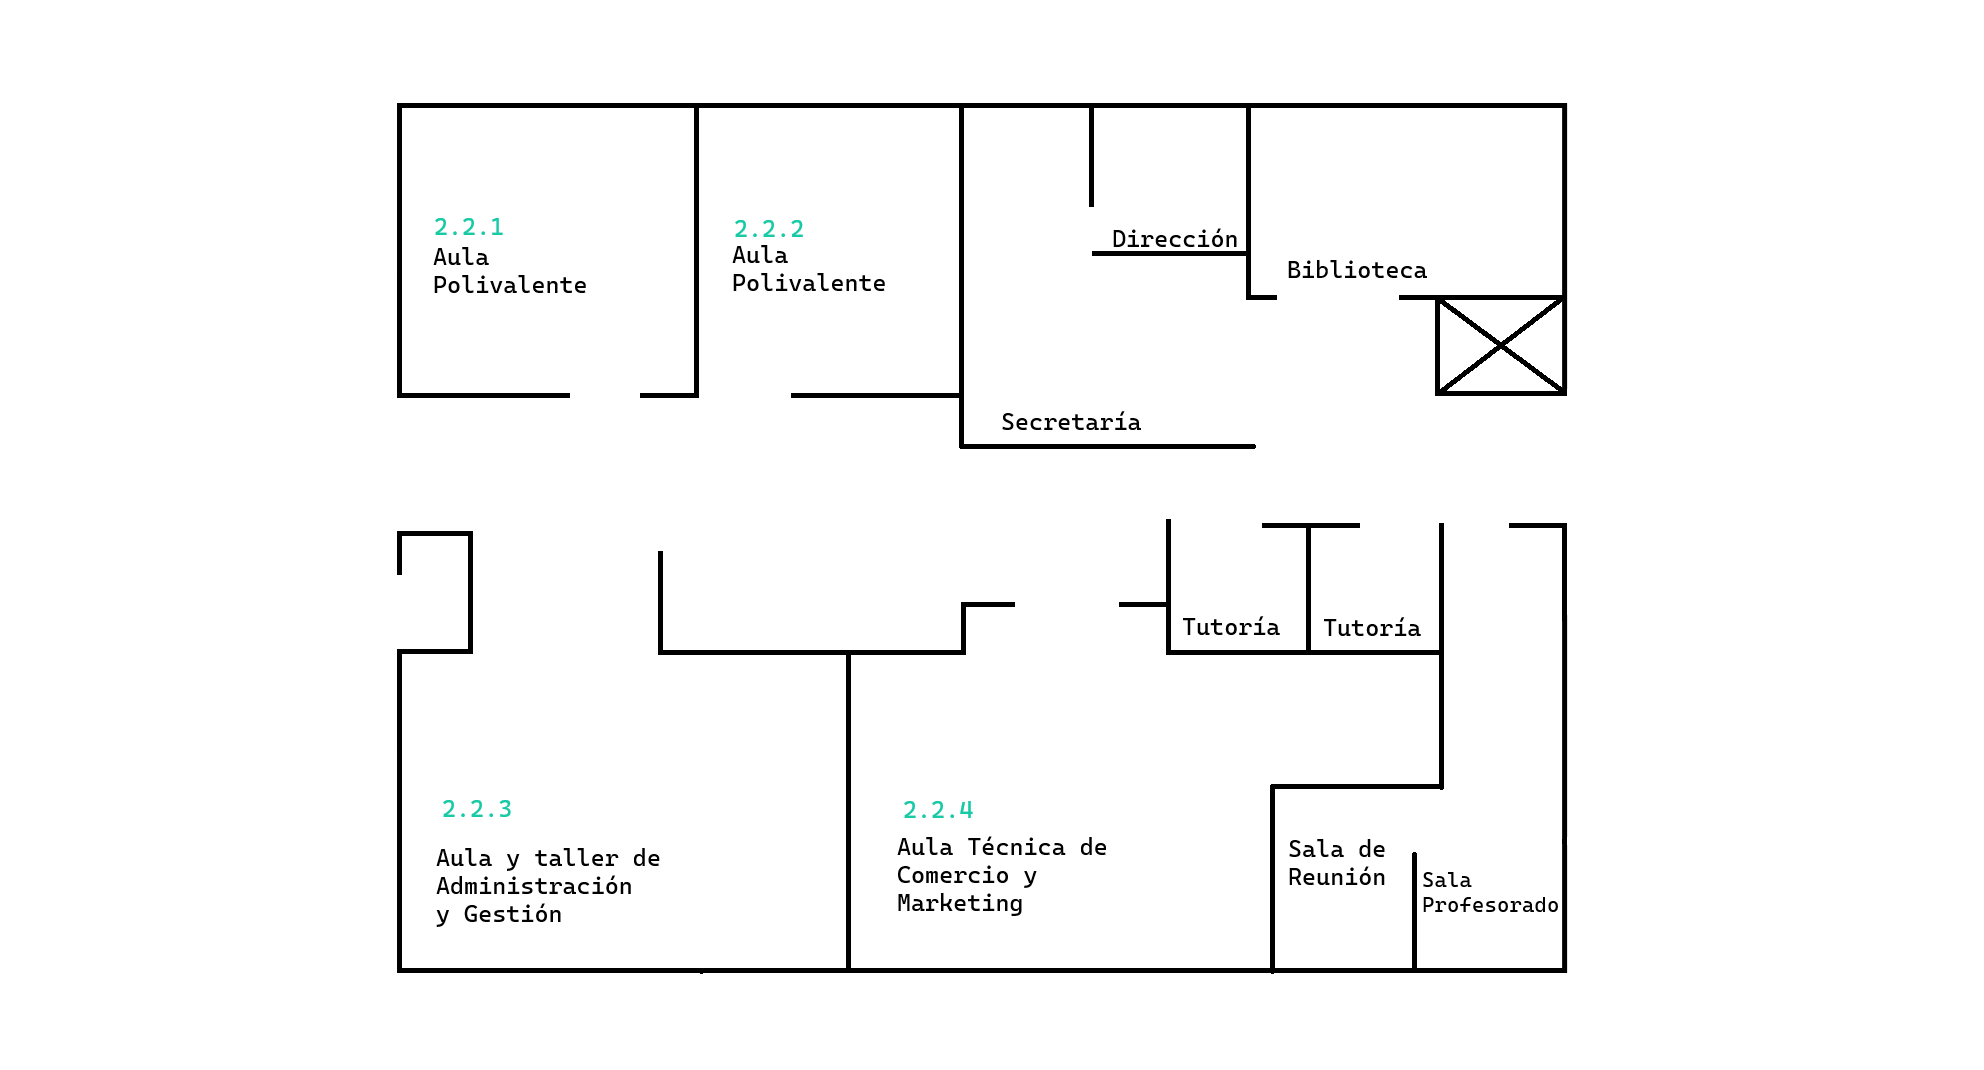 2.2.1
Aula
Polivalente
2.2.2
Aula
Polivalente
Dirección
Biblioteca
Secretaría
Tutoría
Tutoría
2.2.3
Aula y taller de
Administración
y Gestión
2.2.4
Aula Técnica de
Comercio y
Marketing
Sala de
Reunión
Sala
Profesorado